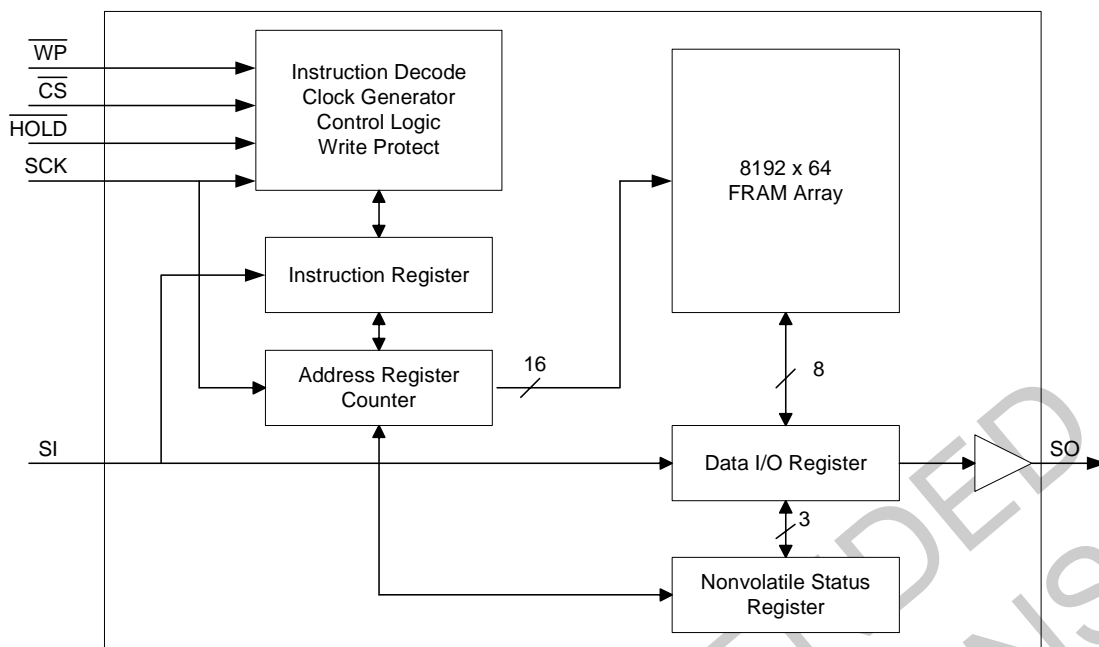 WP
CS
HOLD
SCK
Instruction Decode
Clock Generator
Control Logic
Write Protect
8192 x 64
FRAM Array
Instruction Register
Address Register
Counter
16
8
SI
Data I/O Register
SO
3
Nonvolatile Status
Register